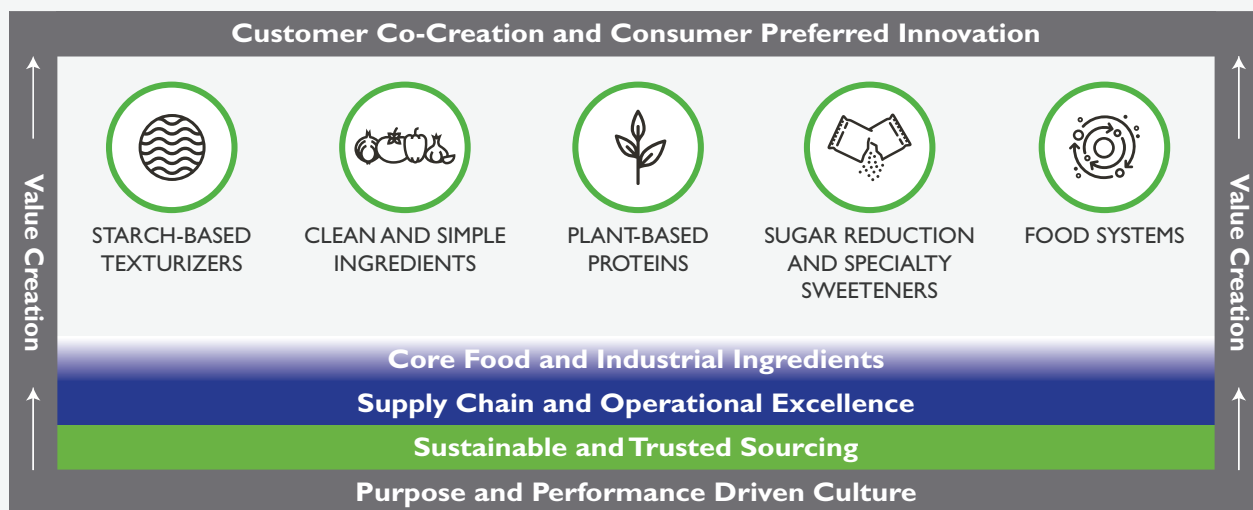 Customer Co-Creation and Consumer Preferred Innovation
Value Creation
STARCH-BASED
TEXTURIZERS
CLEAN AND SIMPLE
INGREDIENTS
PLANT-BASED
PROTEINS
SUGAR REDUCTION
AND SPECIALTY
SWEETENERS
FOOD SYSTEMS
Value Creation
Core Food and Industrial Ingredients
Supply Chain and Operational Excellence
Sustainable and Trusted Sourcing
Purpose and Performance Driven Culture